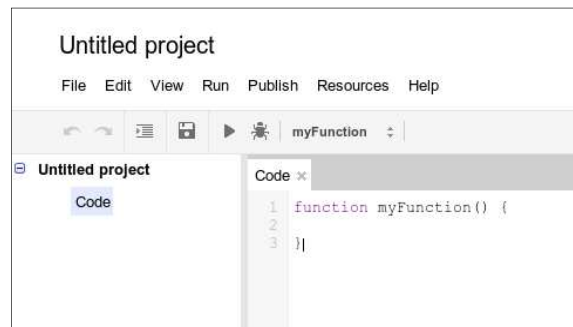 Untitled project
File Edit View Run Publish Resources Help
myFunction
Untitled project
Code
Code ×
1 function myFunction() {
2
3 }